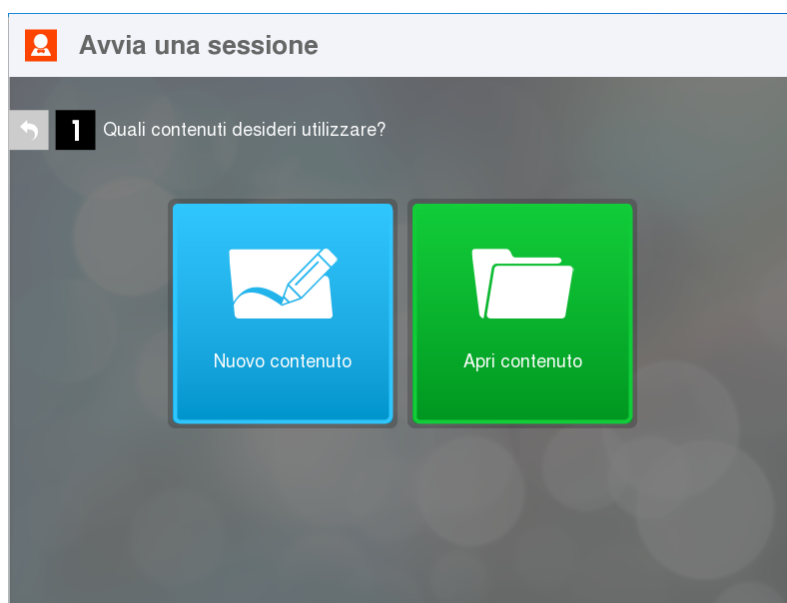 Avvia una sessione
1 Quali contenuti desideri utilizzare?
Nuovo contenuto
Apri contenuto